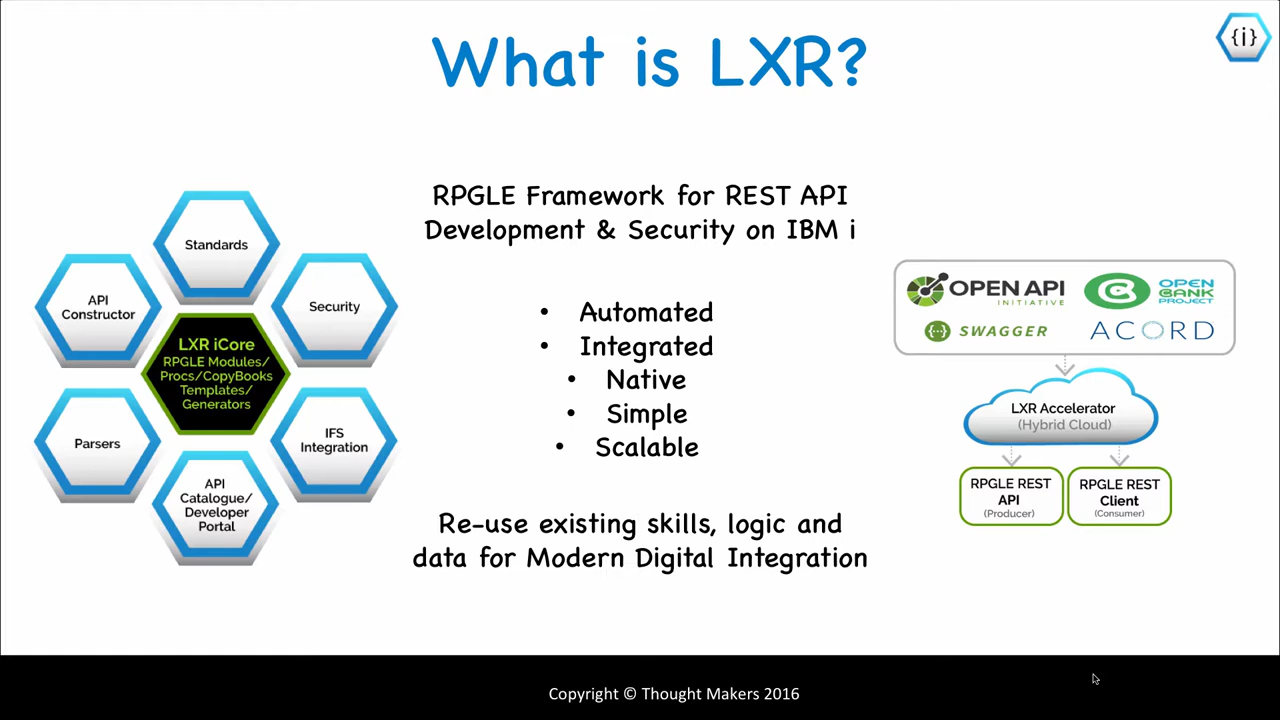 What is LXR?
{i}
RPGLE Framework for REST API
Development & Security on IBM i
• Automated
• Integrated
• Native
• Simple
• Scalable
Re-use existing skills, logic and
data for Modern Digital Integration
Standards
API
Constructor
Security
LXR iCore
RPGLE Modules/
Procs/CopyBooks
Templates/
Generators
Parsers
IFS
Integration
API
Catalogue/
Developer
Portal
OPEN API
INITIATIVE
OPEN
BANK
PROJECT
{··} SWAGGER
ACORD
LXR Accelerator
(Hybrid Cloud)
RPGLE REST
API
(Producer)
RPGLE REST
Client
(Consumer)
Copyright © Thought Makers 2016